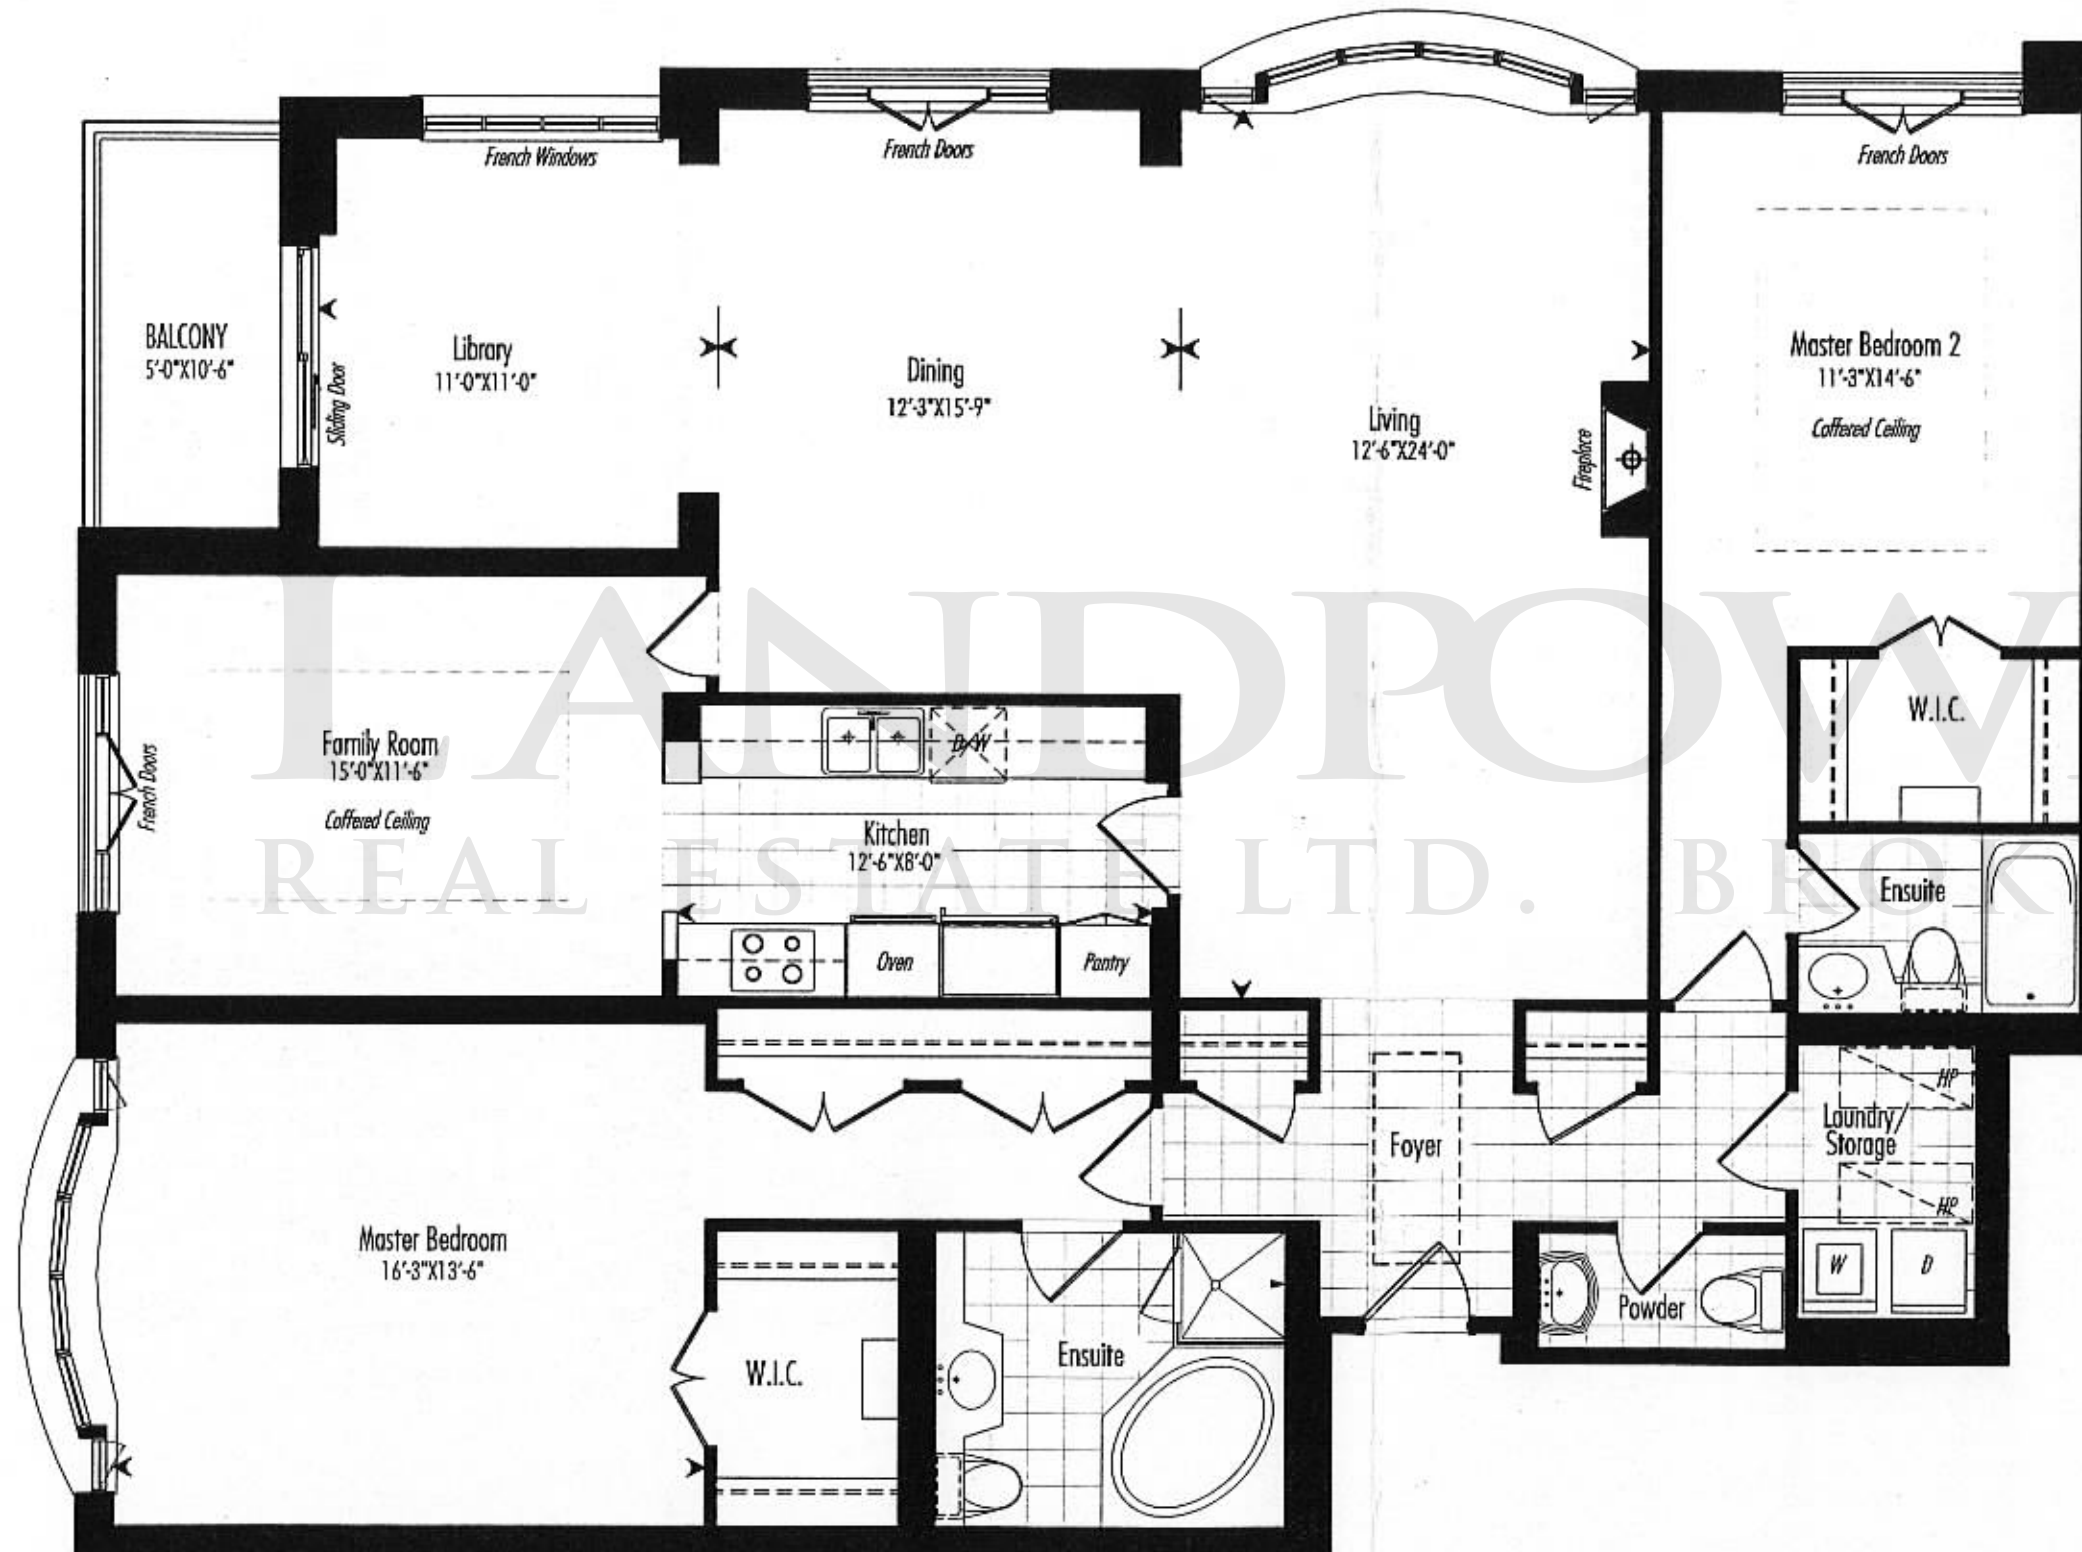 French Windows
French Doors
French Doors
BALCONY
5'-0"X10'-6"
Sliding Door
Library
11'-0"X11'-0"
Dining
12'-3"X15'-9"
Living
12'-6"X24'-0"
Fireplace
Master Bedroom 2
11'-3"X14'-6"
Coffered Ceiling
LANDPOW
REAL ESTATE LTD. BROK
French Doors
Family Room
15'-0"X11'-6"
Coffered Ceiling
D/W
Kitchen
12'-6"X8'-0"
Oven
Pantry
W.I.C.
Ensuite
HP
Laundry/
Storage
HP
W
D
Foyer
Powder
Master Bedroom
16'-3"X13'-6"
W.I.C.
Ensuite